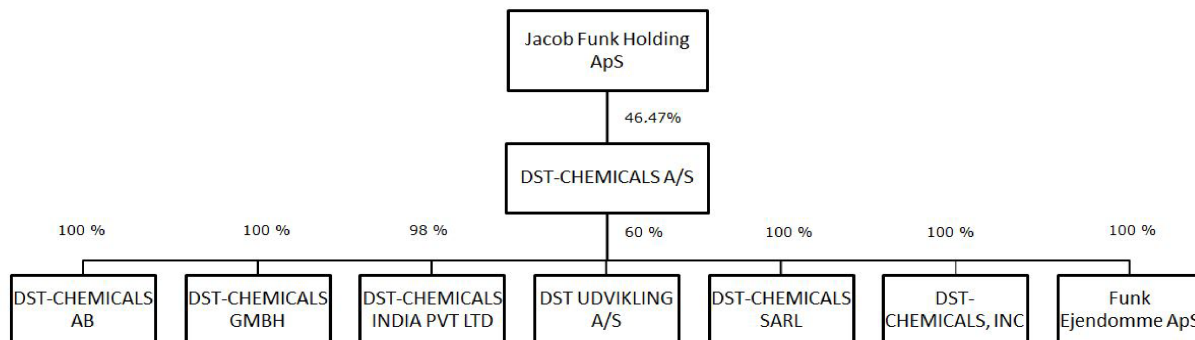 Jacob Funk Holding
ApS
46.47%
DST-CHEMICALS A/S
100 %
100 %
98 %
60 %
100 %
100 %
100 %
DST-CHEMICALS
AB
DST-CHEMICALS
GMBH
DST-CHEMICALS
INDIA PVT LTD
DST UDVIKLING
A/S
DST-CHEMICALS
SARL
DST-
CHEMICALS, INC
Funk
Ejendomme ApS